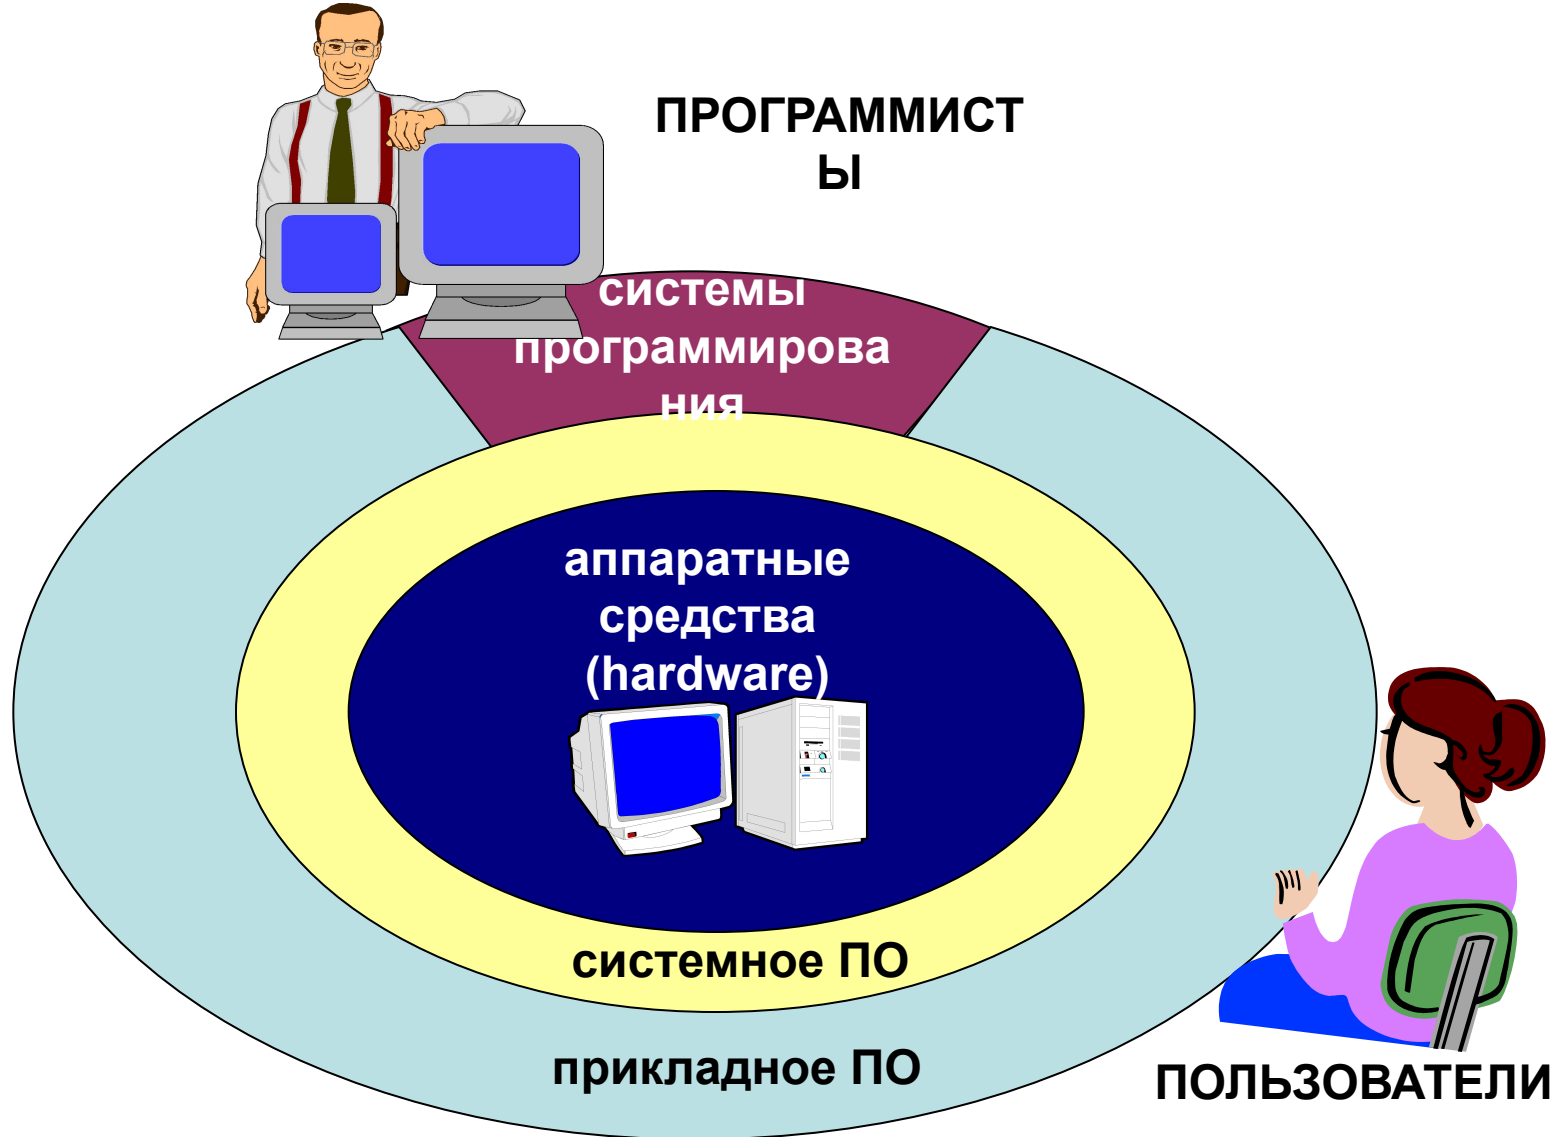 ПРОГРАММИСТ
Ы
системы
программирова
ния
аппаратные
средства
(hardware)
системное ПО
прикладное ПО
ПОЛЬЗОВАТЕЛИ